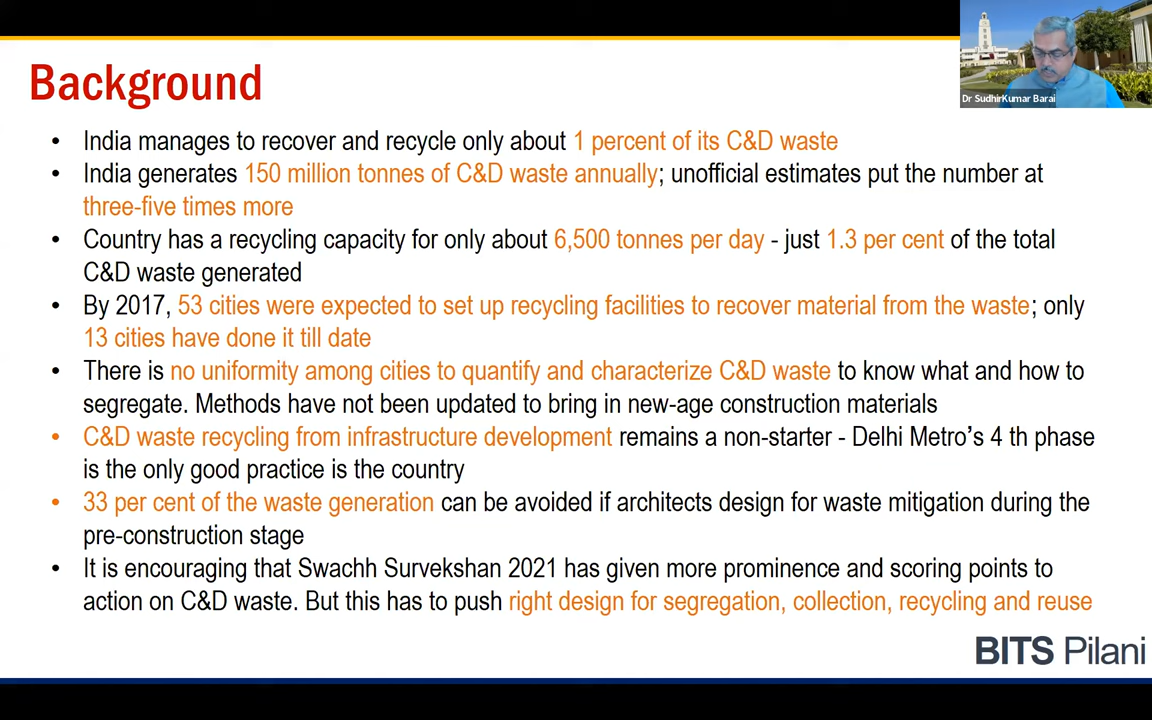 Dr SudhirKumar Barai
Background
• India manages to recover and recycle only about 1 percent of its C&D waste
• India generates 150 million tonnes of C&D waste annually; unofficial estimates put the number at
three-five times more
• Country has a recycling capacity for only about 6,500 tonnes per day - just 1.3 per cent of the total
C&D waste generated
• By 2017, 53 cities were expected to set up recycling facilities to recover material from the waste; only
13 cities have done it till date
• There is no uniformity among cities to quantify and characterize C&D waste to know what and how to
segregate. Methods have not been updated to bring in new-age construction materials
• C&D waste recycling from infrastructure development remains a non-starter - Delhi Metro's 4 th phase
is the only good practice is the country
• 33 per cent of the waste generation can be avoided if architects design for waste mitigation during the
pre-construction stage
• It is encouraging that Swachh Survekshan 2021 has given more prominence and scoring points to
action on C&D waste. But this has to push right design for segregation, collection, recycling and reuse
BITS Pilani